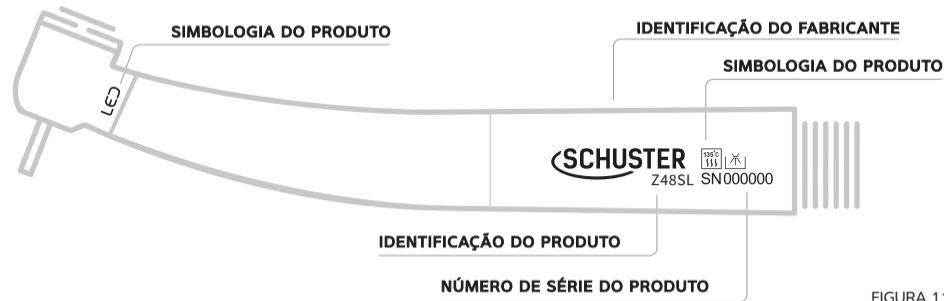 SIMBOLOGIA DO PRODUTO
IDENTIFICAÇÃO DO FABRICANTE
SIMBOLOGIA DO PRODUTO
LED
SCHUSTER
135°C
Z48SL SN000000
IDENTIFICAÇÃO DO PRODUTO
NÚMERO DE SÉRIE DO PRODUTO